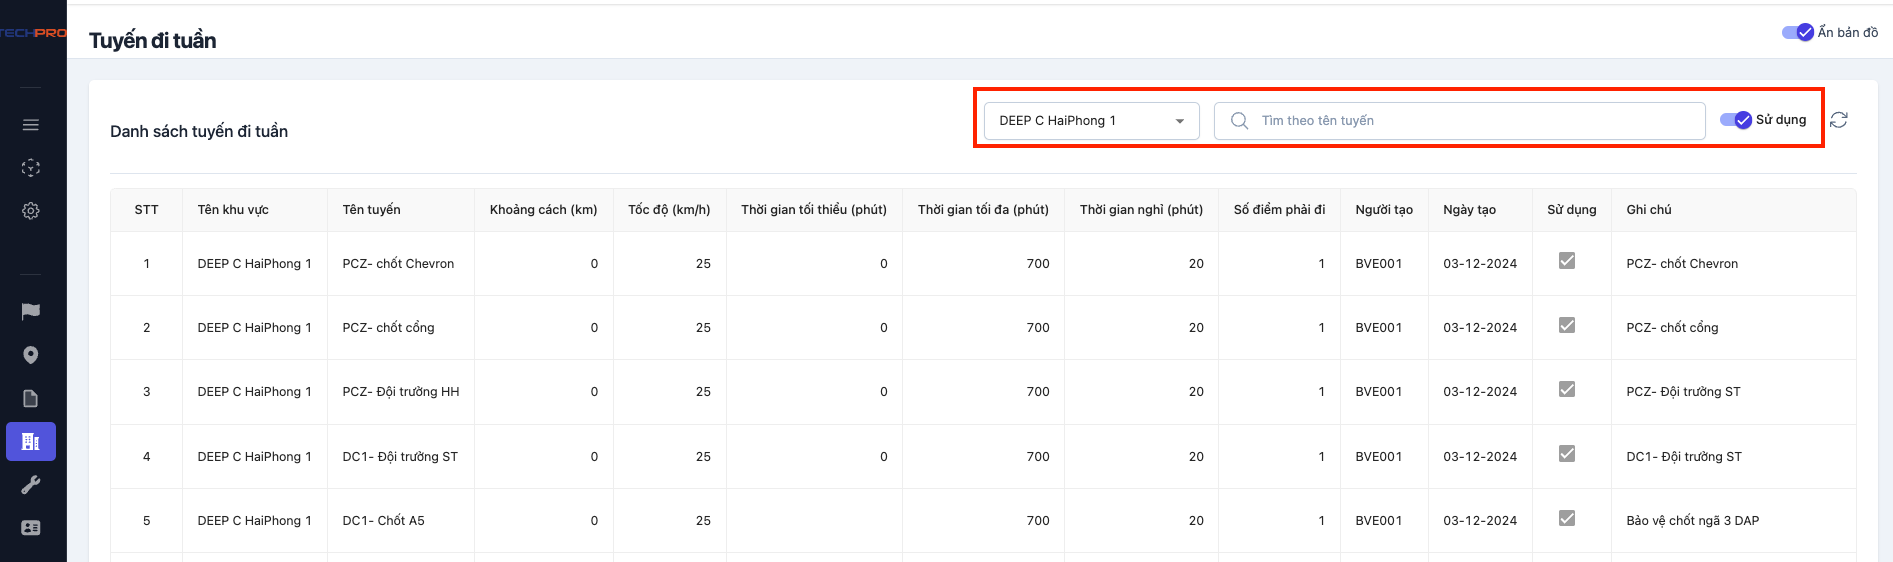 TECHPRO
Tuyến đi tuần
Ẩn bản đồ
Danh sách tuyến đi tuần
DEEP C HaiPhong 1
Tìm theo tên tuyến
Sử dụng
STT Tên khu vực Tên tuyến Khoảng cách (km) Tốc độ (km/h) Thời gian tối thiểu (phút) Thời gian tối đa (phút) Thời gian nghỉ (phút) Số điểm phải đi Người tạo Ngày tạo Sử dụng Ghi chú
1 DEEP C HaiPhong 1 PCZ- chốt Chevron 0 25 0 700 20 1 BVE001 03-12-2024 PCZ- chốt Chevron
2 DEEP C HaiPhong 1 PCZ- chốt cổng 0 25 0 700 20 1 BVE001 03-12-2024 PCZ- chốt cổng
3 DEEP C HaiPhong 1 PCZ- Đội trường HH 0 25 0 700 20 1 BVE001 03-12-2024 PCZ- Đội trường ST
4 DEEP C HaiPhong 1 DC1- Đội trường ST 0 25 0 700 20 1 BVE001 03-12-2024 DC1- Đội trường ST
5 DEEP C HaiPhong 1 DC1- Chốt A5 0 25 700 20 1 BVE001 03-12-2024 Bảo vệ chốt ngã 3 DAP